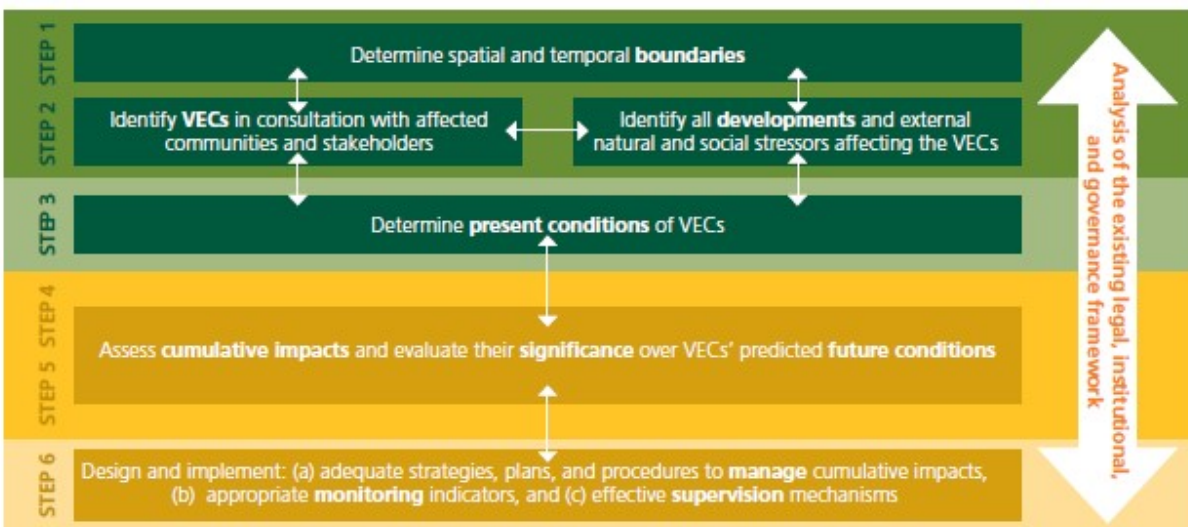 STEP 1
Determine spatial and temporal boundaries
STEP 2
Identify VECs in consultation with affected
communities and stakeholders
Identify all developments and external
natural and social stressors affecting the VECs
STEP 3
Determine present conditions of VECs
STEP 4
STEP 5
Assess cumulative impacts and evaluate their significance over VECs’ predicted future conditions
STEP 6
Design and implement: (a) adequate strategies, plans, and procedures to manage cumulative impacts,
(b) appropriate monitoring indicators, and (c) effective supervision mechanisms
Analysis of the existing legal, institutional,
and governance framework